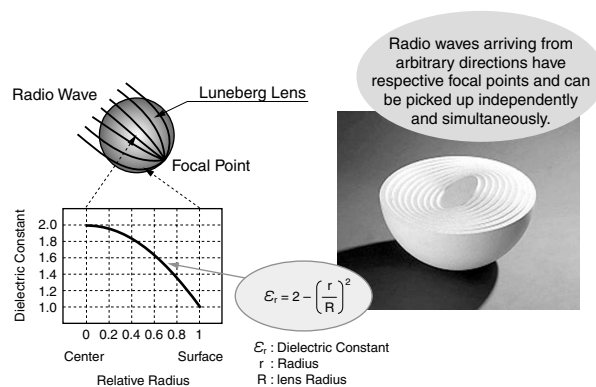 Radio waves arriving from
arbitrary directions have
respective focal points and can
be picked up independently
and simultaneously.
Radio Wave
Luneberg Lens
Focal Point
Dielectric Constant
2.0
1.8
1.6
1.4
1.2
1.0
0 0.2 0.4 0.6 0.8 1
Center Surface
Relative Radius
Ɛr = 2 – (r/R)²
Ɛr : Dielectric Constant
r : Radius
R : lens Radius